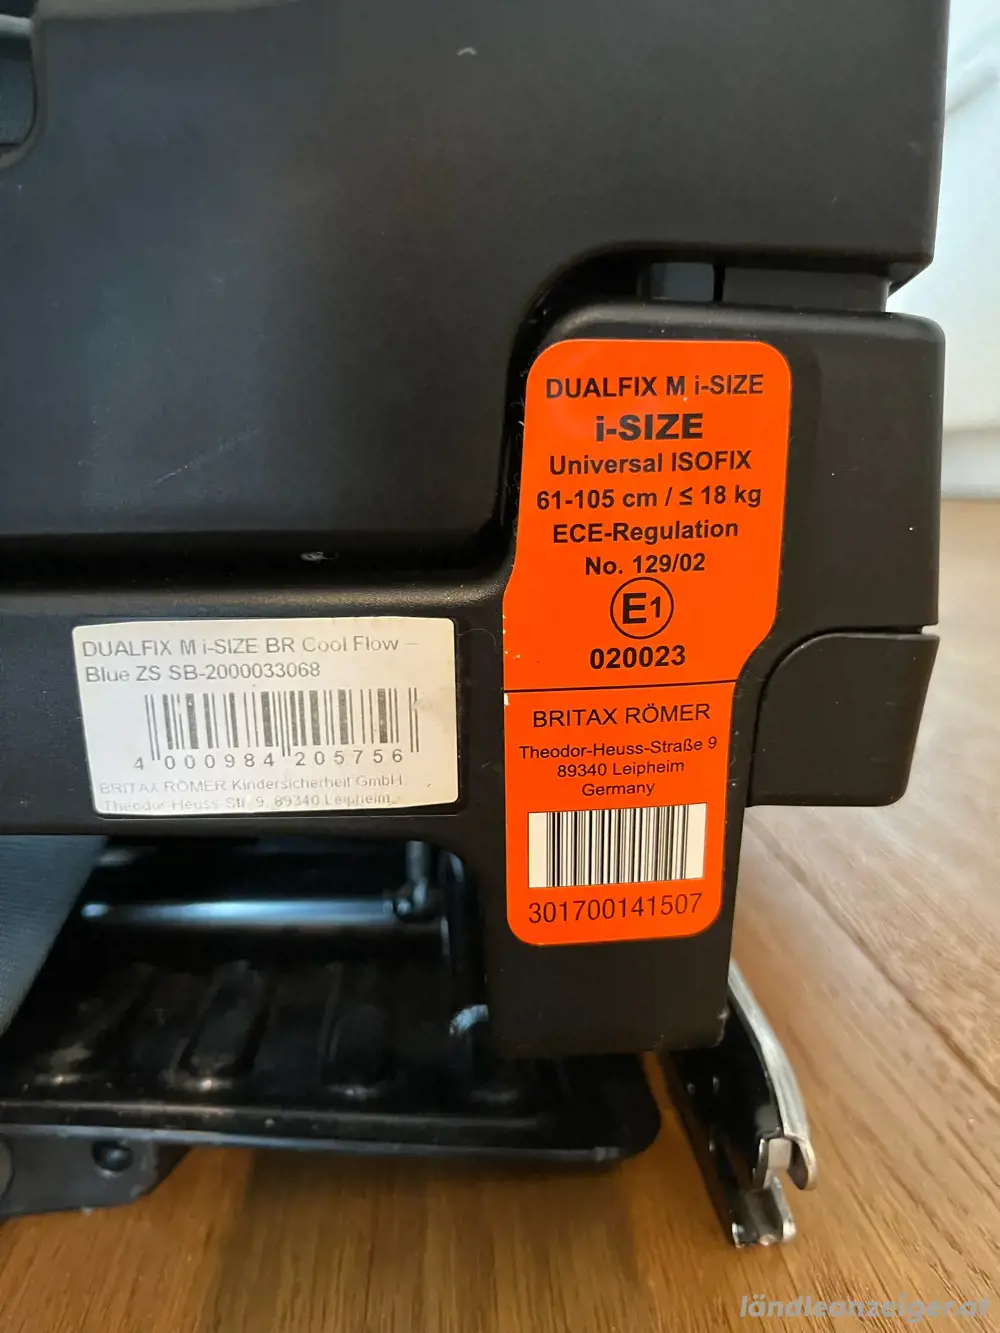 DUALFIX M i-SIZE
i-SIZE
Universal ISOFIX
61-105 cm / ≤ 18 kg
ECE-Regulation
No. 129/02
E1
020023
BRITAX RÖMER
Theodor-Heuss-Straße 9
89340 Leipheim
Germany
301700141507
DUALFIX M i-SIZE BR Cool Flow –
Blue ZS SB-2000033068
4 000984 205756
BRITAX RÖMER Kindersicherheit GmbH.
Theodor-Heuss-Str. 9, 89340 Leipheim,
ländleanzeiger.at